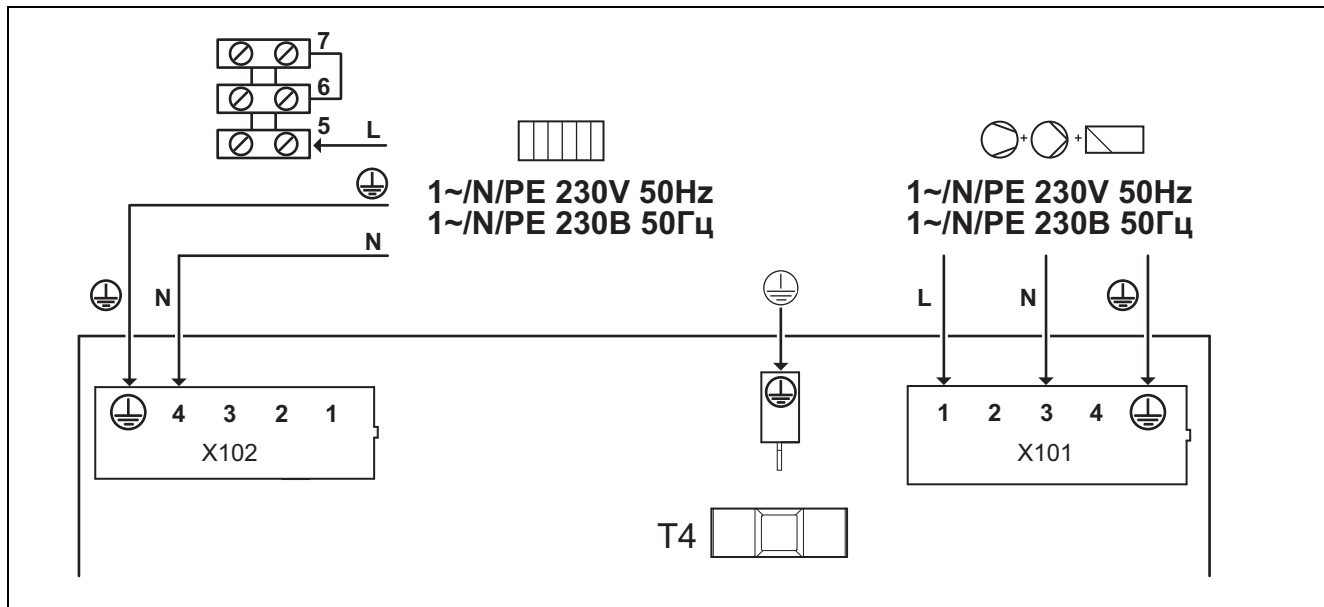 7
6
5
L
1~/N/PE 230V 50Hz
1~/N/PE 230В 50Гц
N
N
+
+
1~/N/PE 230V 50Hz
1~/N/PE 230В 50Гц
L
N
4 3 2 1
X102
1 2 3 4
X101
T4